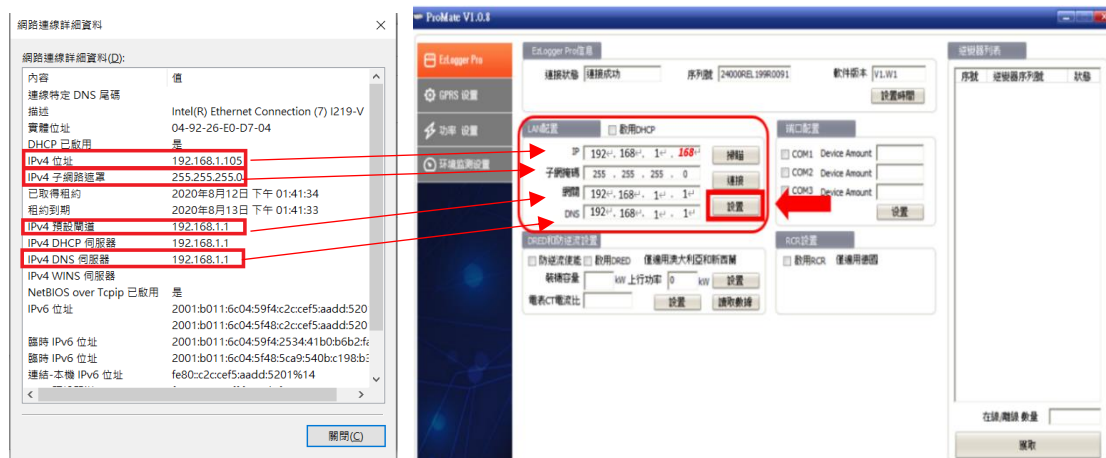 網路連線詳細資料
網路連線詳細資料(D):
內容 值
連線特定 DNS 尾碼
描述 Intel(R) Ethernet Connection (7) I219-V
實體位址 04-92-26-E0-D7-04
DHCP 已啟用 是
IPv4 位址 192.168.1.105
IPv4 子網路遮罩 255.255.255.0
已取得租約 2020年8月12日 下午 01:41:34
租約到期 2020年8月13日 下午 01:41:33
IPv4 預設閘道 192.168.1.1
IPv4 DHCP 伺服器 192.168.1.1
IPv4 DNS 伺服器 192.168.1.1
IPv4 WINS 伺服器
NetBIOS over Tcpip 已啟用 是
IPv6 位址 2001:b011:6c04:59f4:c2c:cef5:aadd:520
2001:b011:6c04:5f48:c2c:cef5:aadd:520
臨時 IPv6 位址 2001:b011:6c04:59f4:2534:41b0:b6b2:fa
臨時 IPv6 位址 2001:b011:6c04:5f48:5ca9:540b:c198:b3
連結-本機 IPv6 位址 fe80::c2c:cef5:aadd:5201%14
關閉(C)
ProMate V1.0.8
EzLogger Pro
GPRS 設置
功率 設置
环境监测设置
EzLogger Pro信息
連接狀態 連接成功 序列號 24000REL199R0091 軟件版本 V1.W1
設置時間
LAN配置 啟用DHCP
IP 192↵. 168↵. 1↵ . 168↵ 掃描
子網掩碼 255 . 255 . 255 . 0 連接
網關 192↵. 168↵. 1↵ . 1↵
DNS 192↵. 168↵. 1↵ . 1↵ 設置
端口配置
COM1 Device Amount
COM2 Device Amount
COM3 Device Amount
設置
DRED和防逆流設置
防逆流使能 啟用DRED 僅適用澳大利亞和新西蘭
裝機容量 kW 上行功率 0 kW 設置
電表CT電流比 設置 讀取數據
RCR設置
啟用RCR 僅適用德國
逆變器列表
序號 逆變器序列號 狀態
在線/離線 數量
獲取